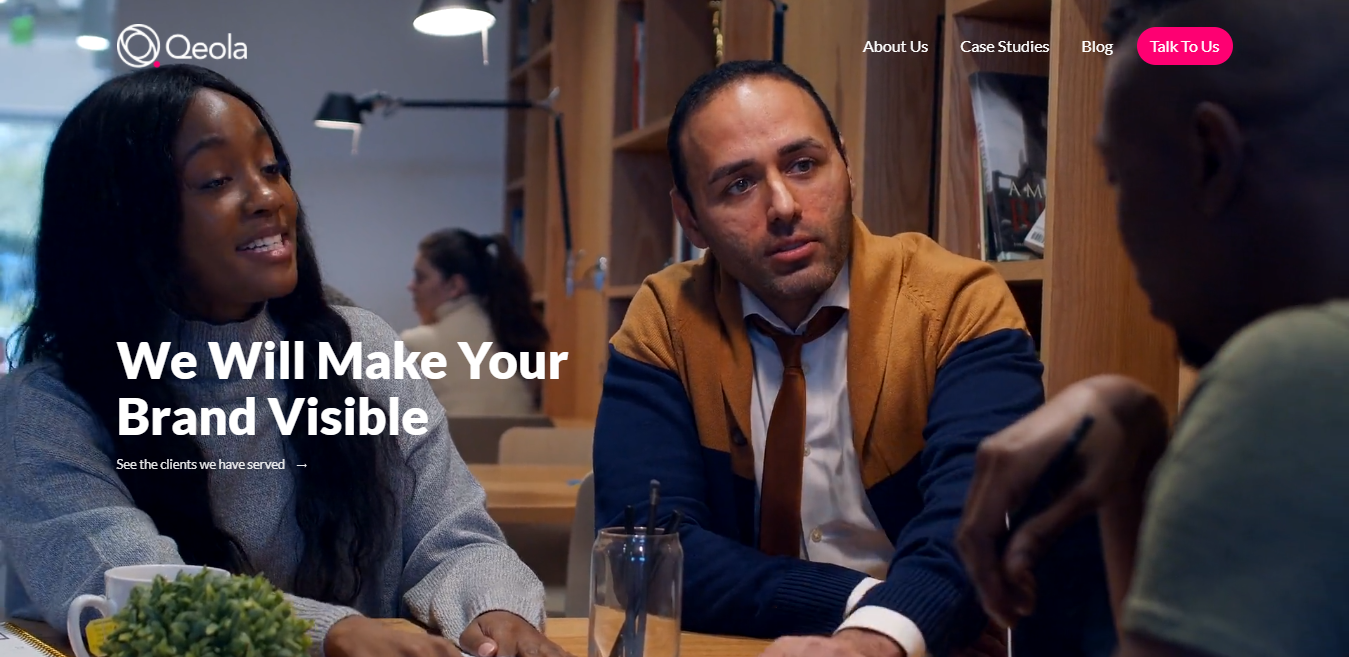 Qeola
About Us
Case Studies
Blog
Talk To Us
We Will Make Your
Brand Visible
See the clients we have served →